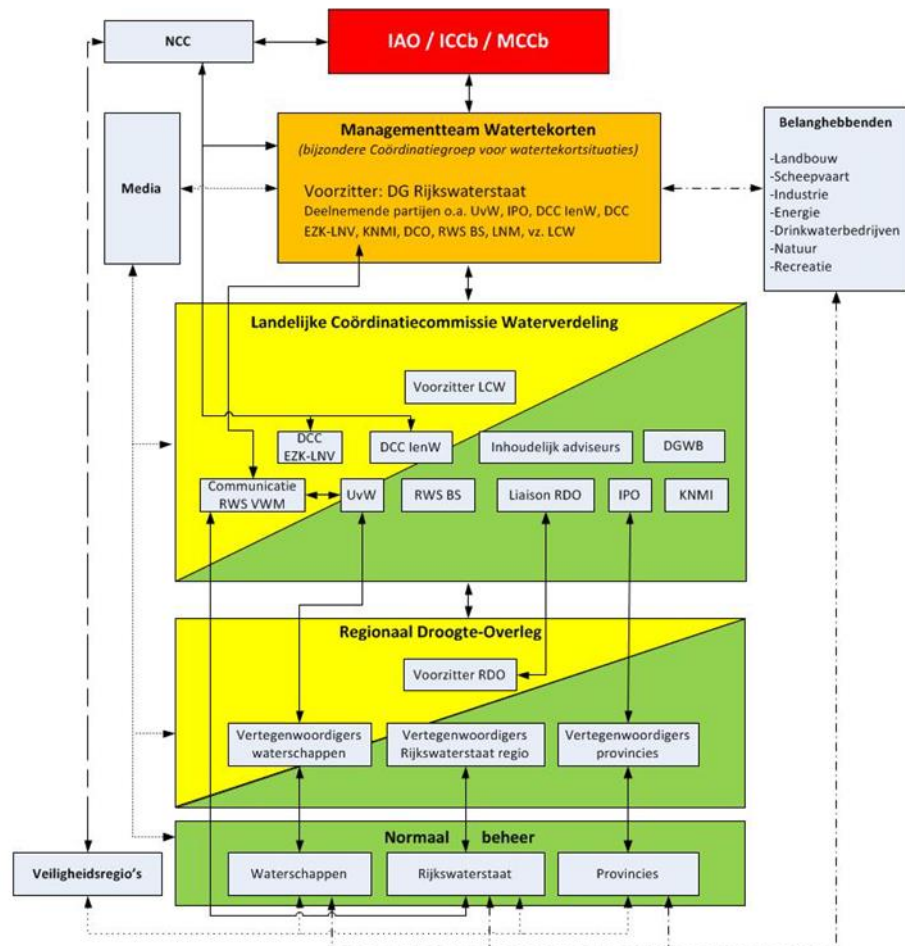 NCC
IAO / ICCb / MCCb
Managementteam Watertekorten
(bijzondere Coördinatiegroep voor watertekortsituaties)
Voorzitter: DG Rijkswaterstaat
Deelnemende partijen o.a. UvW, IPO, DCC IenW, DCC
EZK-LNV, KNMI, DCO, RWS BS, LNM, vz. LCW
Media
Belanghebbenden
-Landbouw
-Scheepvaart
-Industrie
-Energie
-Drinkwaterbedrijven
-Natuur
-Recreatie
Landelijke Coördinatiecommissie Waterverdeling
Voorzitter LCW
DCC
EZK-LNV
DCC IenW
Inhoudelijk adviseurs
DGWB
Communicatie
RWS VWM
UvW
RWS BS
Liaison RDO
IPO
KNMI
Regionaal Droogte-Overleg
Voorzitter RDO
Vertegenwoordigers
waterschappen
Vertegenwoordigers
Rijkswaterstaat regio
Vertegenwoordigers
provincies
Normaal beheer
Veiligheidsregio's
Waterschappen
Rijkswaterstaat
Provincies